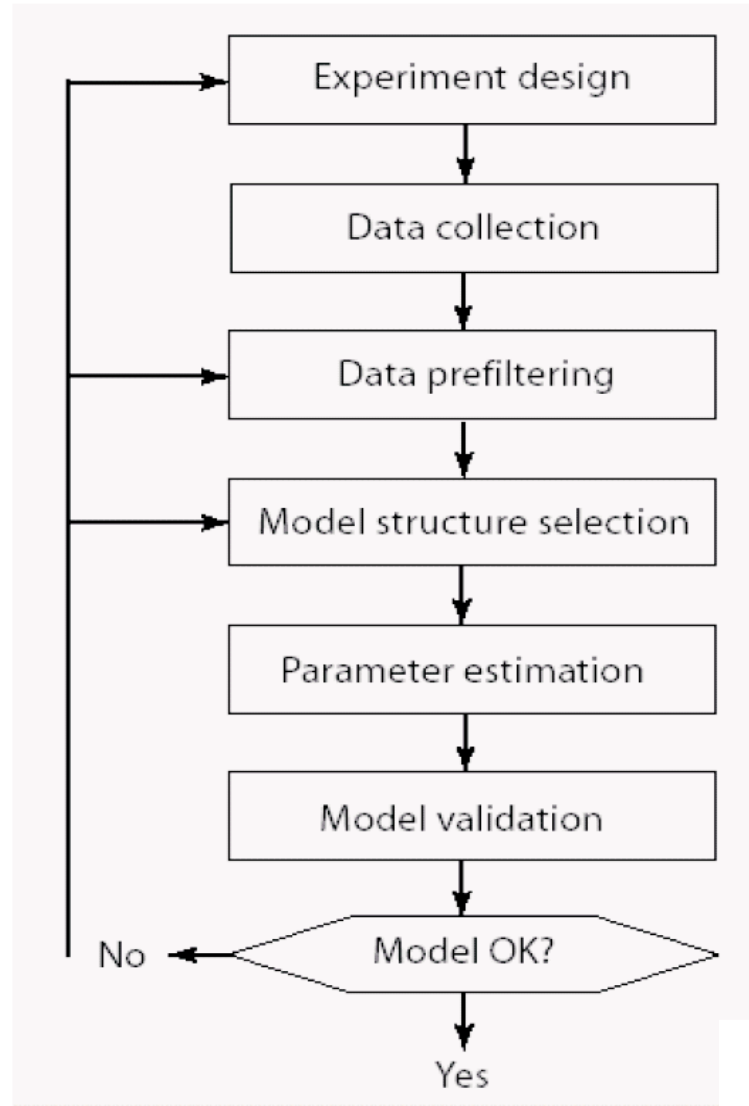 Experiment design
Data collection
Data prefiltering
Model structure selection
Parameter estimation
Model validation
Model OK?
No
Yes